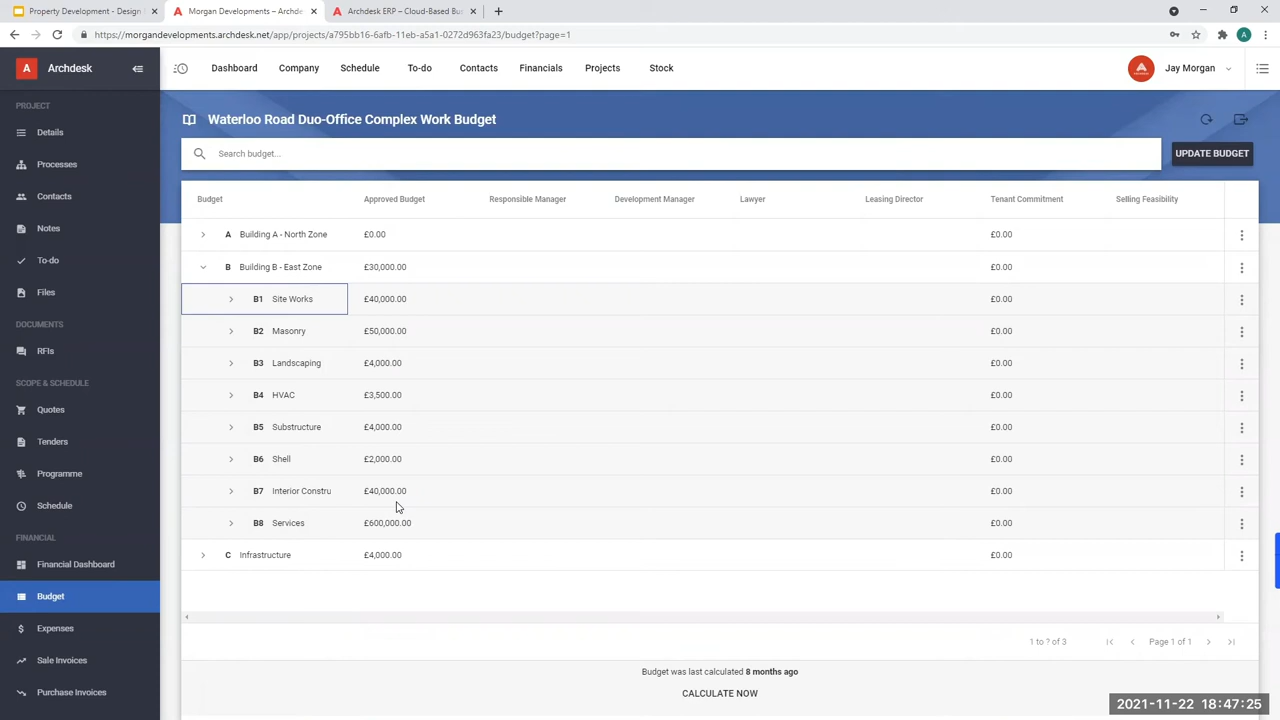 Property Development - Design
Morgan Developments – Archde
Archdesk ERP – Cloud-Based Bu
https://morgandevelopments.archdesk.net/app/projects/a795bb16-6afb-11eb-a5a1-0272d963fa23/budget?page=1
A
A Archdesk
Dashboard Company Schedule To-do Contacts Financials Projects Stock
Jay Morgan
PROJECT
Details
Processes
Contacts
Notes
To-do
Files
DOCUMENTS
RFIs
SCOPE & SCHEDULE
Quotes
Tenders
Programme
Schedule
FINANCIAL
Financial Dashboard
Budget
Expenses
Sale Invoices
Purchase Invoices
Waterloo Road Duo-Office Complex Work Budget
Search budget...
UPDATE BUDGET
Budget Approved Budget Responsible Manager Development Manager Lawyer Leasing Director Tenant Commitment Selling Feasibility
A Building A - North Zone £0.00 £0.00
B Building B - East Zone £30,000.00 £0.00
B1 Site Works £40,000.00 £0.00
B2 Masonry £50,000.00 £0.00
B3 Landscaping £4,000.00 £0.00
B4 HVAC £3,500.00 £0.00
B5 Substructure £4,000.00 £0.00
B6 Shell £2,000.00 £0.00
B7 Interior Constru £40,000.00 £0.00
B8 Services £600,000.00 £0.00
C Infrastructure £4,000.00 £0.00
1 to ? of 3 Page 1 of 1
Budget was last calculated 8 months ago
CALCULATE NOW
2021-11-22 18:47:25